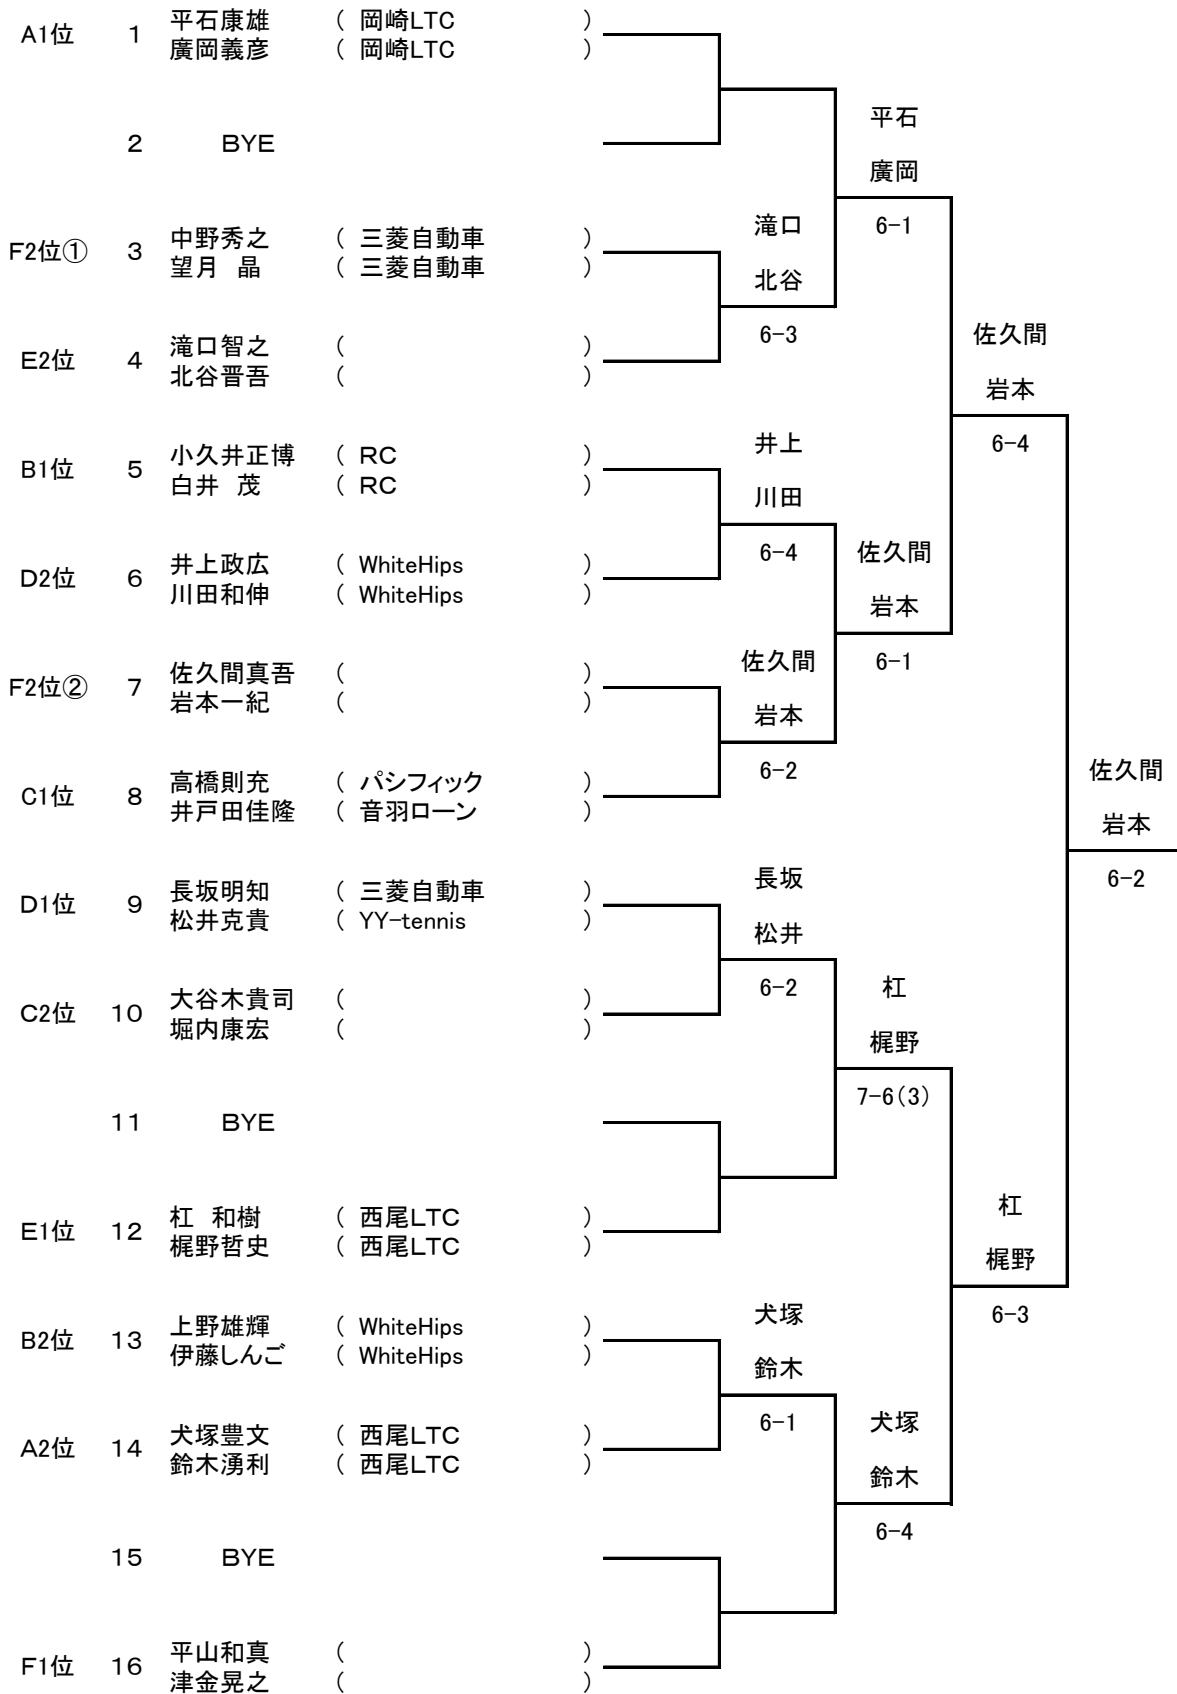 A1位 1 平石康雄 ( 岡崎LTC )
廣岡義彦 ( 岡崎LTC )
2 BYE
平石
廣岡
6-1
F2位① 3 中野秀之 ( 三菱自動車 )
望月 晶 ( 三菱自動車 )
滝口
北谷
6-3
E2位 4 滝口智之 ( )
北谷晋吾 ( )
佐久間
岩本
6-4
B1位 5 小久井正博 ( RC )
白井 茂 ( RC )
井上
川田
6-4
D2位 6 井上政広 ( WhiteHips )
川田和伸 ( WhiteHips )
佐久間
岩本
6-1
F2位② 7 佐久間真吾 ( )
岩本一紀 ( )
佐久間
岩本
6-2
C1位 8 高橋則充 ( パシフィック )
井戸田佳隆 ( 音羽ローン )
佐久間
岩本
6-2
D1位 9 長坂明知 ( 三菱自動車 )
松井克貴 ( YY-tennis )
長坂
松井
6-2
C2位 10 大谷木貴司 ( )
堀内康宏 ( )
杠
梶野
7-6(3)
11 BYE
E1位 12 杠 和樹 ( 西尾LTC )
梶野哲史 ( 西尾LTC )
杠
梶野
6-3
B2位 13 上野雄輝 ( WhiteHips )
伊藤しんご ( WhiteHips )
犬塚
鈴木
6-1
A2位 14 犬塚豊文 ( 西尾LTC )
鈴木湧利 ( 西尾LTC )
犬塚
鈴木
6-4
15 BYE
F1位 16 平山和真 ( )
津金晃之 ( )